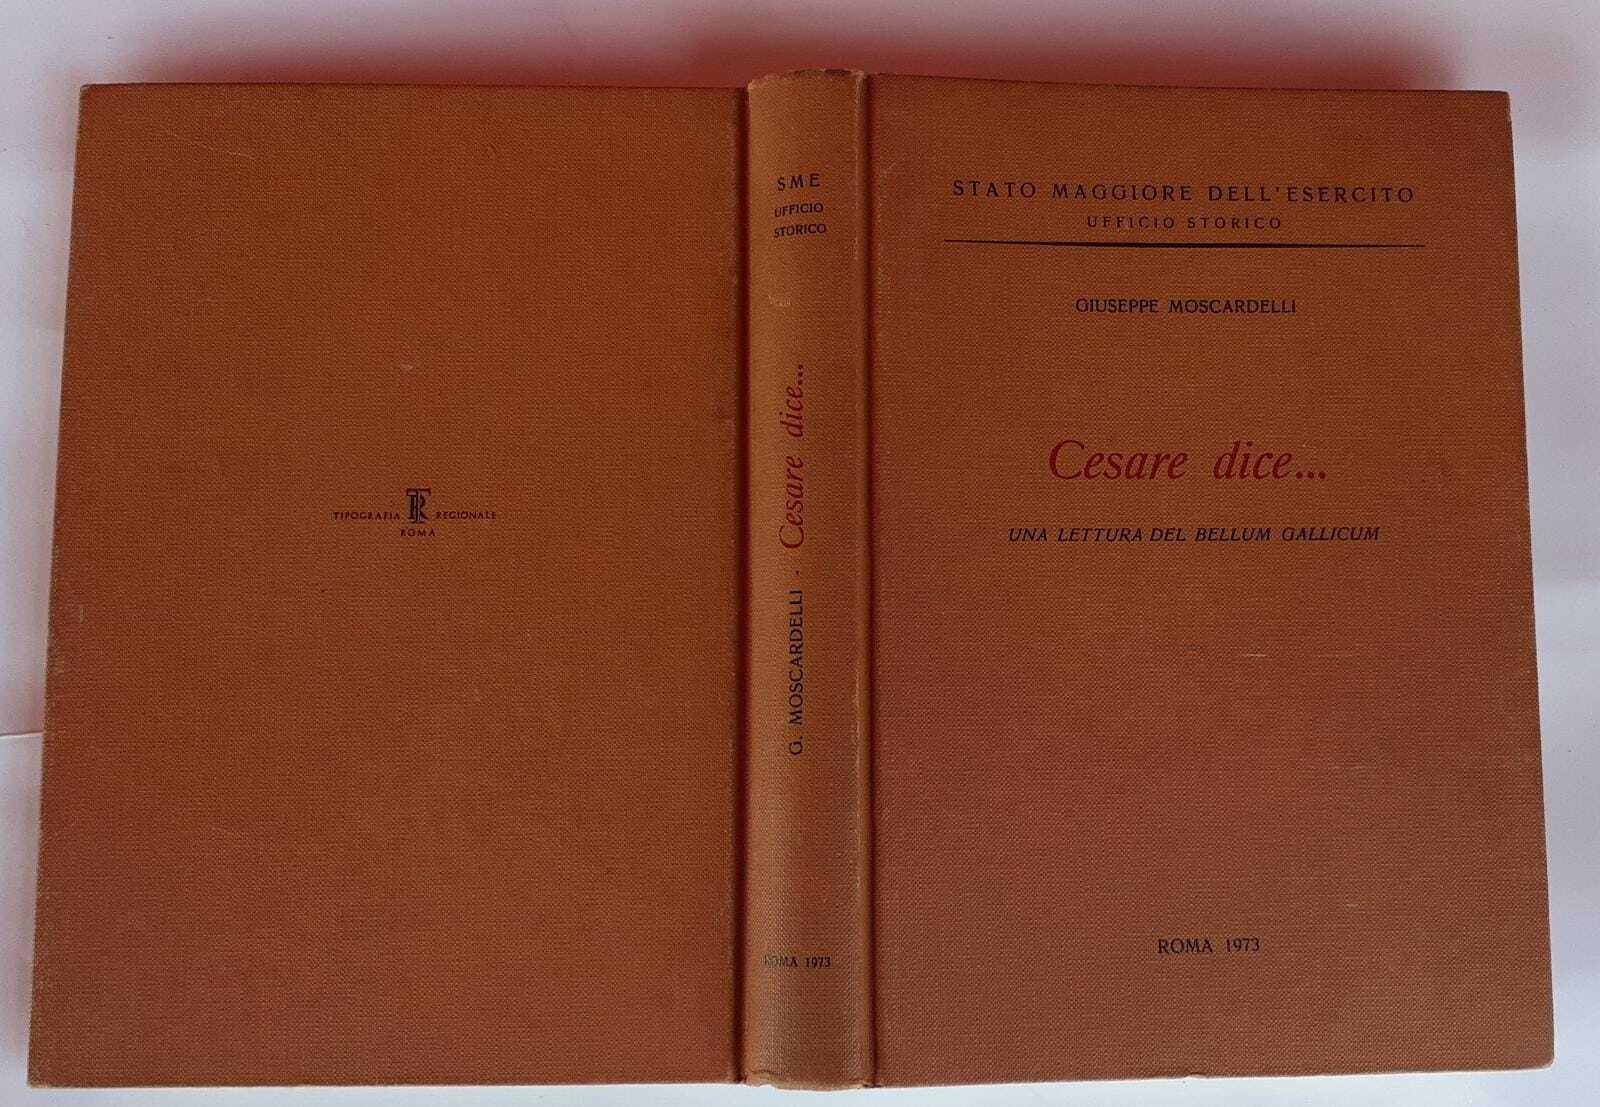 TIPOGRAFIA TR REGIONALE
ROMA
SME
UFFICIO
STORICO
G. MOSCARDELLI - Cesare dice...
ROMA 1973
STATO MAGGIORE DELL'ESERCITO
UFFICIO STORICO
GIUSEPPE MOSCARDELLI
Cesare dice...
UNA LETTURA DEL BELLUM GALLICUM
ROMA 1973